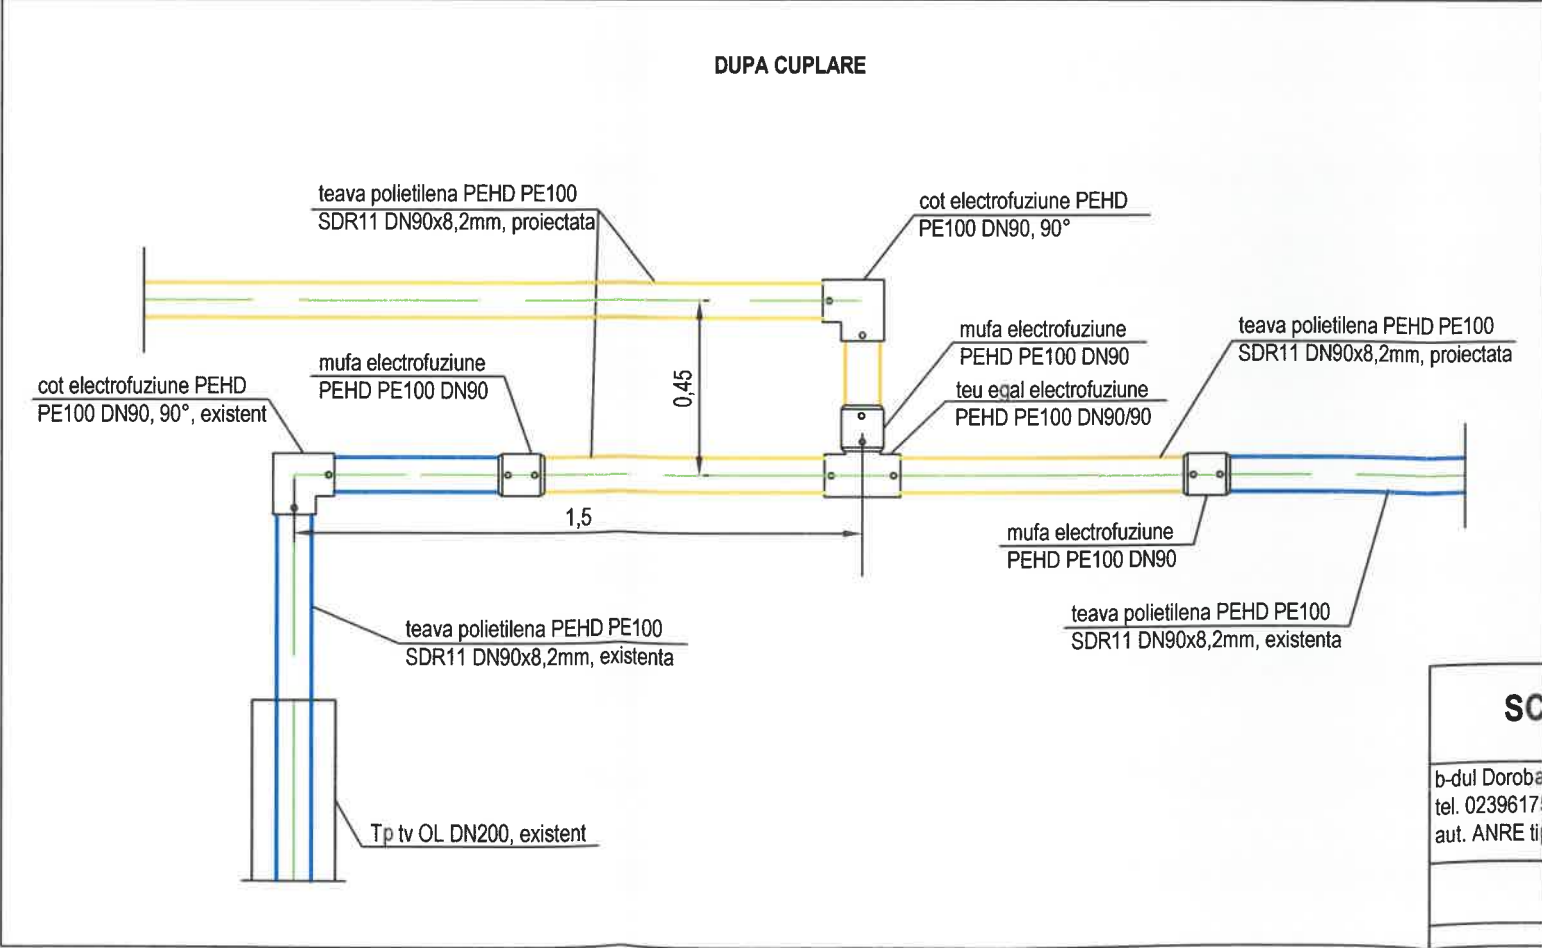 DUPA CUPLARE
teava polietilena PEHD PE100
SDR11 DN90x8,2mm, proiectata
cot electrofuziune PEHD
PE100 DN90, 90°
mufa electrofuziune
PEHD PE100 DN90
teava polietilena PEHD PE100
SDR11 DN90x8,2mm, proiectata
mufa electrofuziune
PEHD PE100 DN90
cot electrofuziune PEHD
PE100 DN90, 90°, existent
0,45
teu egal electrofuziune
PEHD PE100 DN90/90
1,5
mufa electrofuziune
PEHD PE100 DN90
teava polietilena PEHD PE100
SDR11 DN90x8,2mm, existenta
teava polietilena PEHD PE100
SDR11 DN90x8,2mm, existenta
Tp tv OL DN200, existent
SC
b-dul
tel.
aut. ANRE